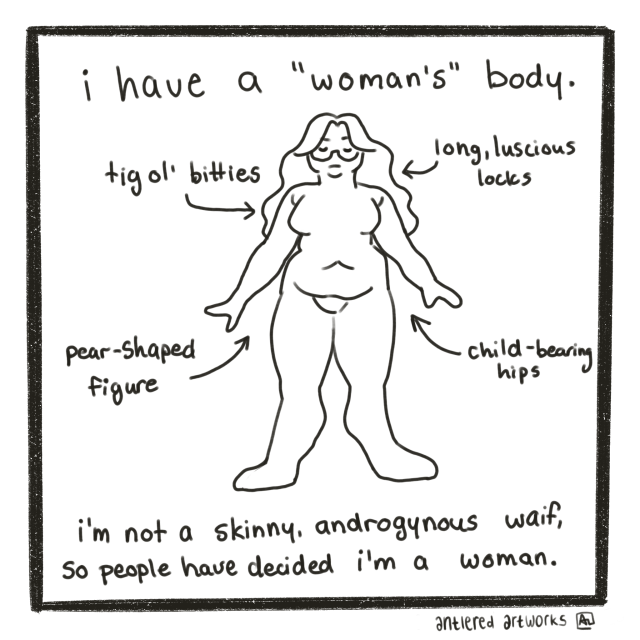 i have a "woman's" body.
tig ol' bitties
long, luscious
locks
pear-shaped
figure
child-bearing
hips
i'm not a skinny, androgynous waif,
so people have decided i'm a woman.
antlered artworks AA